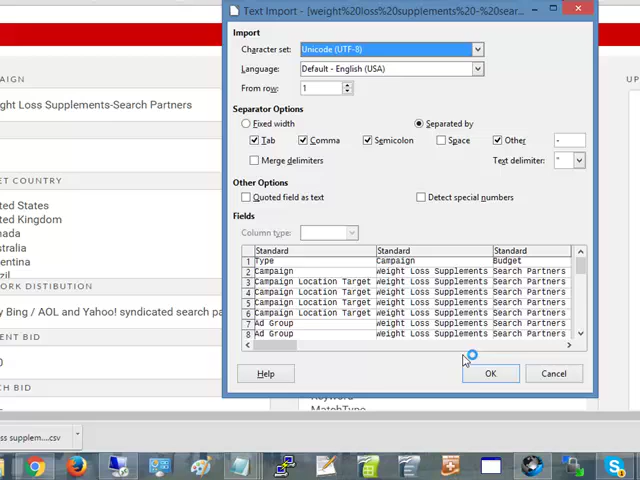 Text Import - [weight%20loss%20supplements%20-%20sear...
Import
Character set: Unicode (UTF-8)
Language: Default - English (USA)
From row: 1
Separator Options
Fixed width Separated by
Tab Comma Semicolon Space Other -
Merge delimiters Text delimiter: "
Other Options
Quoted field as text Detect special numbers
Fields
Column type:
Standard Standard Standard
1 Type Campaign Budget
2 Campaign Weight Loss Supplements Search Partners
3 Campaign Location Target Weight Loss Supplements Search Partners
4 Campaign Location Target Weight Loss Supplements Search Partners
5 Campaign Location Target Weight Loss Supplements Search Partners
6 Campaign Location Target Weight Loss Supplements Search Partners
7 Ad Group Weight Loss Supplements Search Partners
8 Ad Group Weight Loss Supplements Search Partners
Help OK Cancel
AIGN
ght Loss Supplements-Search Partners
ET COUNTRY
ed States
ed Kingdom
ada
tralia
entina
zil
ORK DISTIBUTION
y Bing / AOL and Yahoo! syndicated search pa
ENT BID
0
CH BID
UP
MatchType
ss supplem....csv